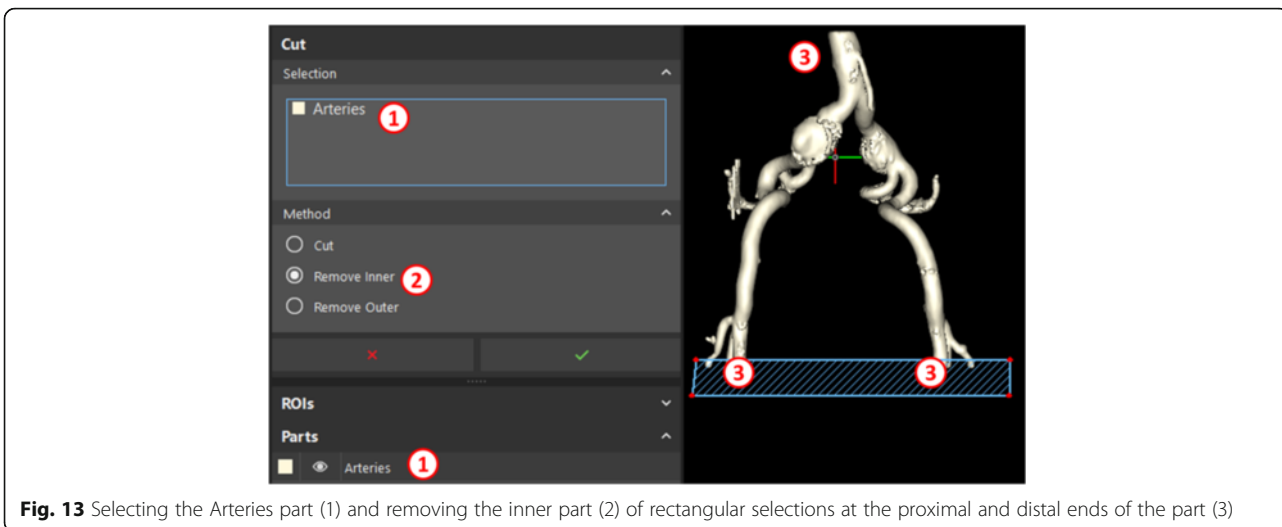 Cut
Selection
Arteries
1
Method
Cut
Remove Inner
2
Remove Outer
ROIs
Parts
Arteries
1
3
3
3
Fig. 13 Selecting the Arteries part (1) and removing the inner part (2) of rectangular selections at the proximal and distal ends of the part (3)